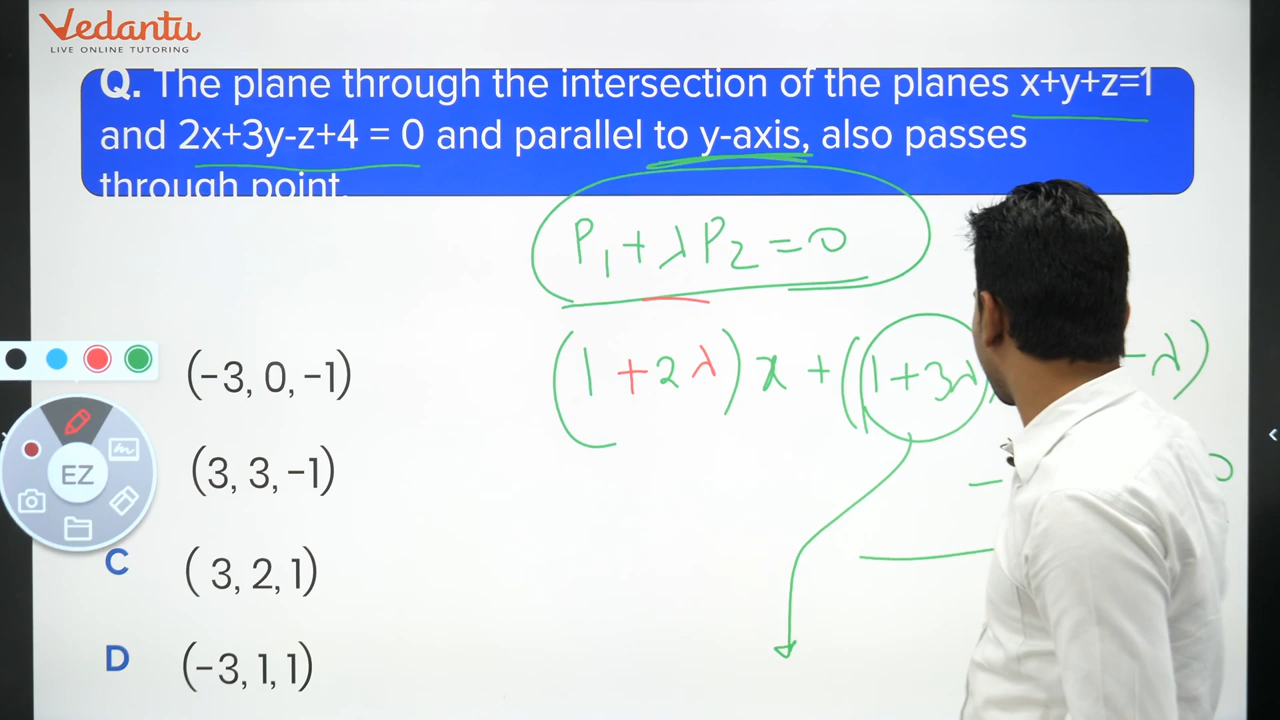 Vedantu
LIVE ONLINE TUTORING
Q. The plane through the intersection of the planes x+y+z=1
and 2x+3y-z+4 = 0 and parallel to y-axis, also passes
through point.
P₁ + λP₂ = 0
(1 + 2λ) x + ((1 + 3λ - λ)
- 0
(-3, 0, -1)
(3, 3, -1)
EZ
C ( 3, 2, 1)
D (-3, 1, 1)